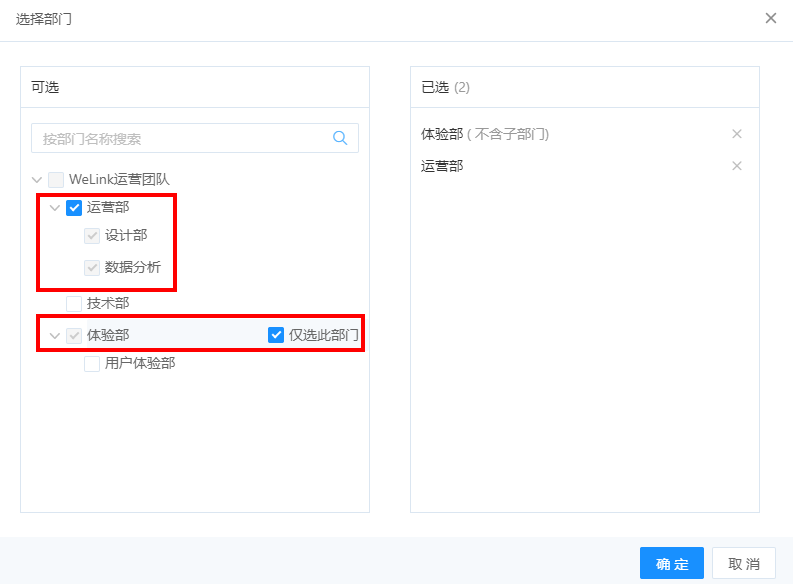 选择部门
可选
按部门名称搜索
WeLink运营团队
运营部
设计部
数据分析
技术部
体验部 仅选此部门
用户体验部
已选 (2)
体验部 ( 不含子部门)
运营部
确 定 取 消